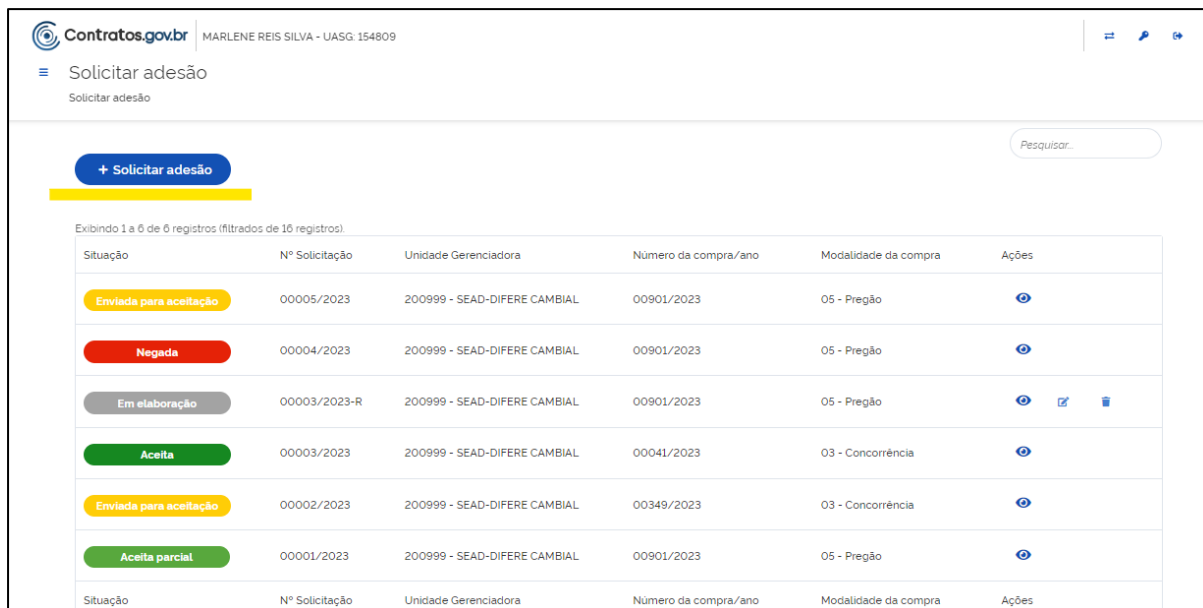 Contratos.gov.br MARLENE REIS SILVA - UASG: 154809
Solicitar adesão
Solicitar adesão
Pesquisar...
+ Solicitar adesão
Exibindo 1 a 6 de 6 registros (filtrados de 16 registros).
Situação Nº Solicitação Unidade Gerenciadora Número da compra/ano Modalidade da compra Ações
Enviada para aceitação 00005/2023 200999 - SEAD-DIFERE CAMBIAL 00901/2023 05 - Pregão
Negada 00004/2023 200999 - SEAD-DIFERE CAMBIAL 00901/2023 05 - Pregão
Em elaboração 00003/2023-R 200999 - SEAD-DIFERE CAMBIAL 00901/2023 05 - Pregão
Aceita 00003/2023 200999 - SEAD-DIFERE CAMBIAL 00041/2023 03 - Concorrência
Enviada para aceitação 00002/2023 200999 - SEAD-DIFERE CAMBIAL 00349/2023 03 - Concorrência
Aceita parcial 00001/2023 200999 - SEAD-DIFERE CAMBIAL 00901/2023 05 - Pregão
Situação Nº Solicitação Unidade Gerenciadora Número da compra/ano Modalidade da compra Ações